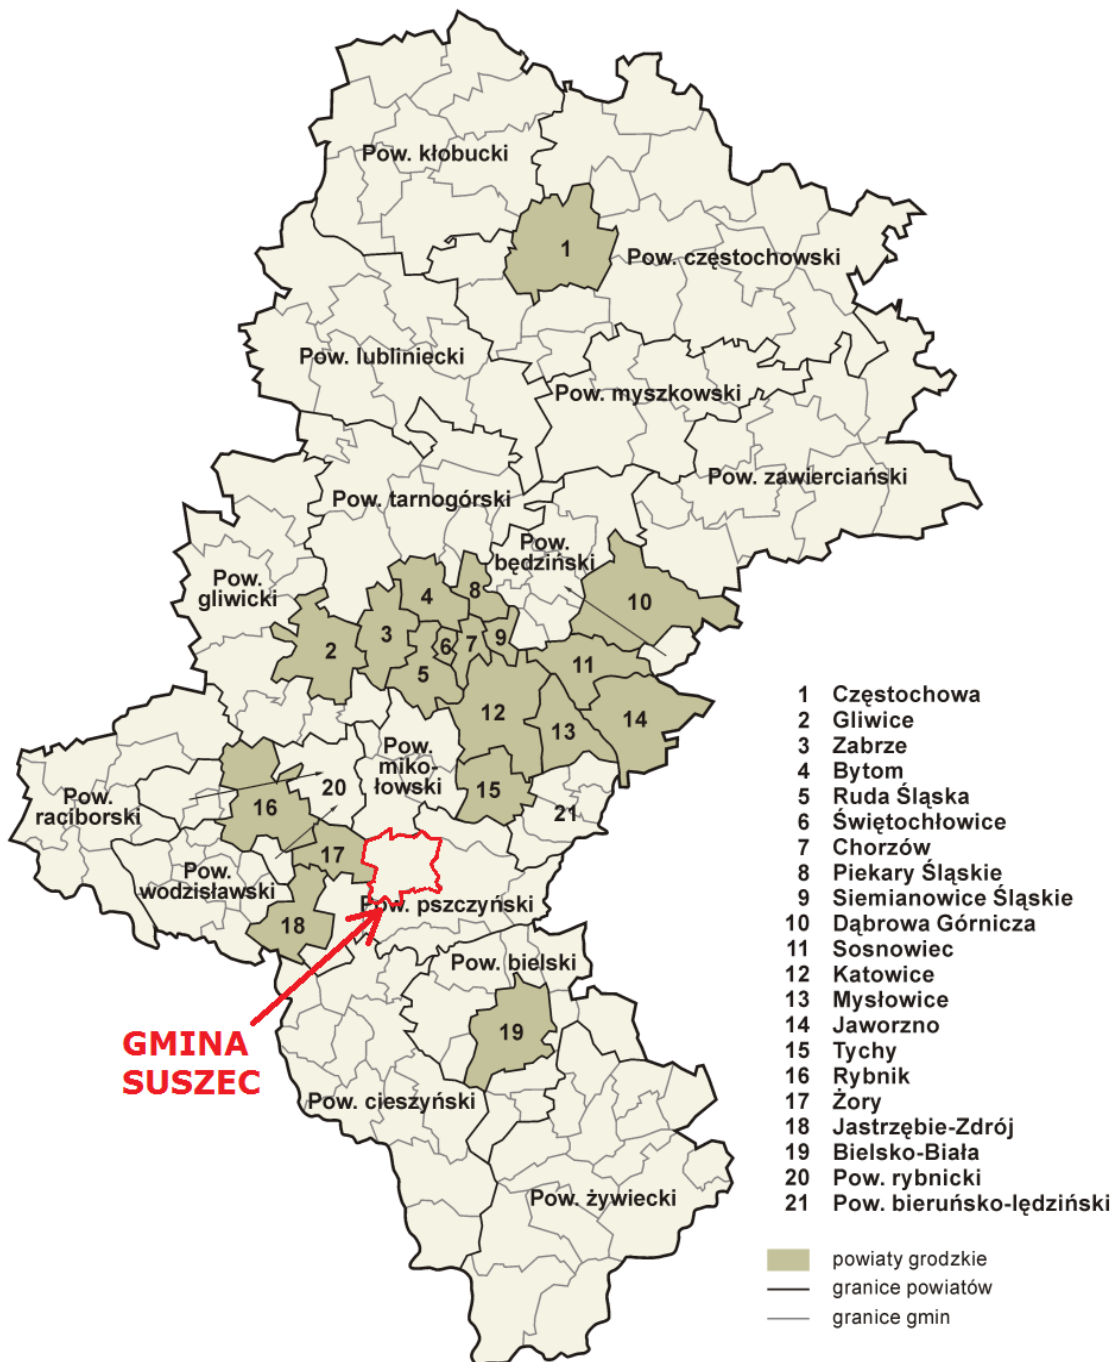 Pow. kłobucki
1
Pow. częstochowski
Pow. lubliniecki
Pow. myszkowski
Pow. zawierciański
Pow. tarnogórski
Pow.
będziński
Pow.
gliwicki
4
8
10
3
6
7
9
2
5
11
12
13
14
Pow.
miko-
łowski
20
15
Pow.
raciborski
16
21
17
Pow.
wodzisławski
18
Pow. pszczyński
Pow. bielski
19
GMINA
SUSZEC
Pow. cieszyński
Pow. żywiecki
1 Częstochowa
2 Gliwice
3 Zabrze
4 Bytom
5 Ruda Śląska
6 Świętochłowice
7 Chorzów
8 Piekary Śląskie
9 Siemianowice Śląskie
10 Dąbrowa Górnicza
11 Sosnowiec
12 Katowice
13 Mysłowice
14 Jaworzno
15 Tychy
16 Rybnik
17 Żory
18 Jastrzębie-Zdrój
19 Bielsko-Biała
20 Pow. rybnicki
21 Pow. bieruńsko-lędziński
powiaty grodzkie
granice powiatów
granice gmin